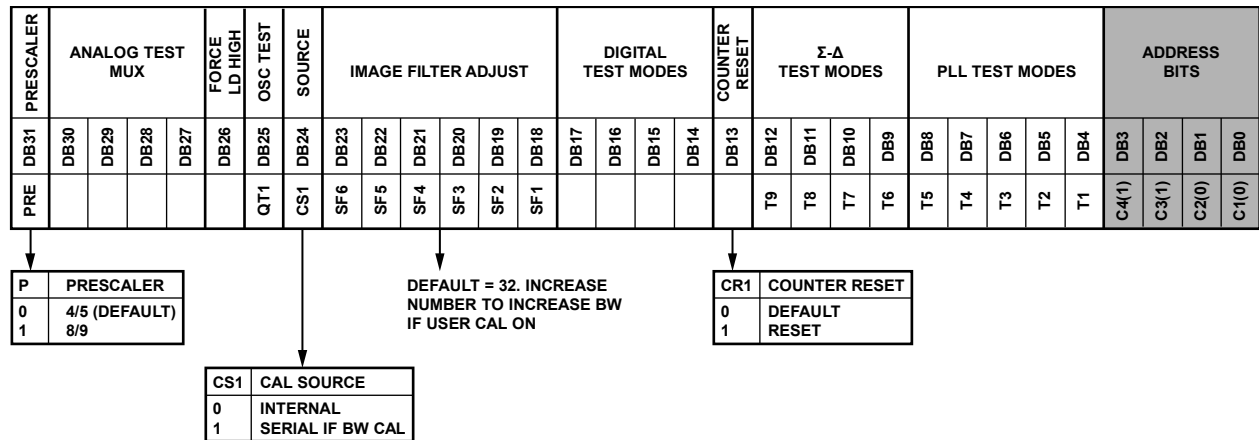 PRESCALER
ANALOG TEST
MUX
FORCE
LD HIGH
OSC TEST
SOURCE
IMAGE FILTER ADJUST
DIGITAL
TEST MODES
COUNTER
RESET
Σ-Δ
TEST MODES
PLL TEST MODES
ADDRESS
BITS
DB31 DB30 DB29 DB28 DB27 DB26 DB25 DB24 DB23 DB22 DB21 DB20 DB19 DB18 DB17 DB16 DB15 DB14 DB13 DB12 DB11 DB10 DB9 DB8 DB7 DB6 DB5 DB4 DB3 DB2 DB1 DB0
PRE QT1 CS1 SF6 SF5 SF4 SF3 SF2 SF1 T9 T8 T7 T6 T5 T4 T3 T2 T1 C4(1) C3(1) C2(0) C1(0)
P PRESCALER
0 4/5 (DEFAULT)
1 8/9
DEFAULT = 32. INCREASE
NUMBER TO INCREASE BW
IF USER CAL ON
CR1 COUNTER RESET
0 DEFAULT
1 RESET
CS1 CAL SOURCE
0 INTERNAL
1 SERIAL IF BW CAL